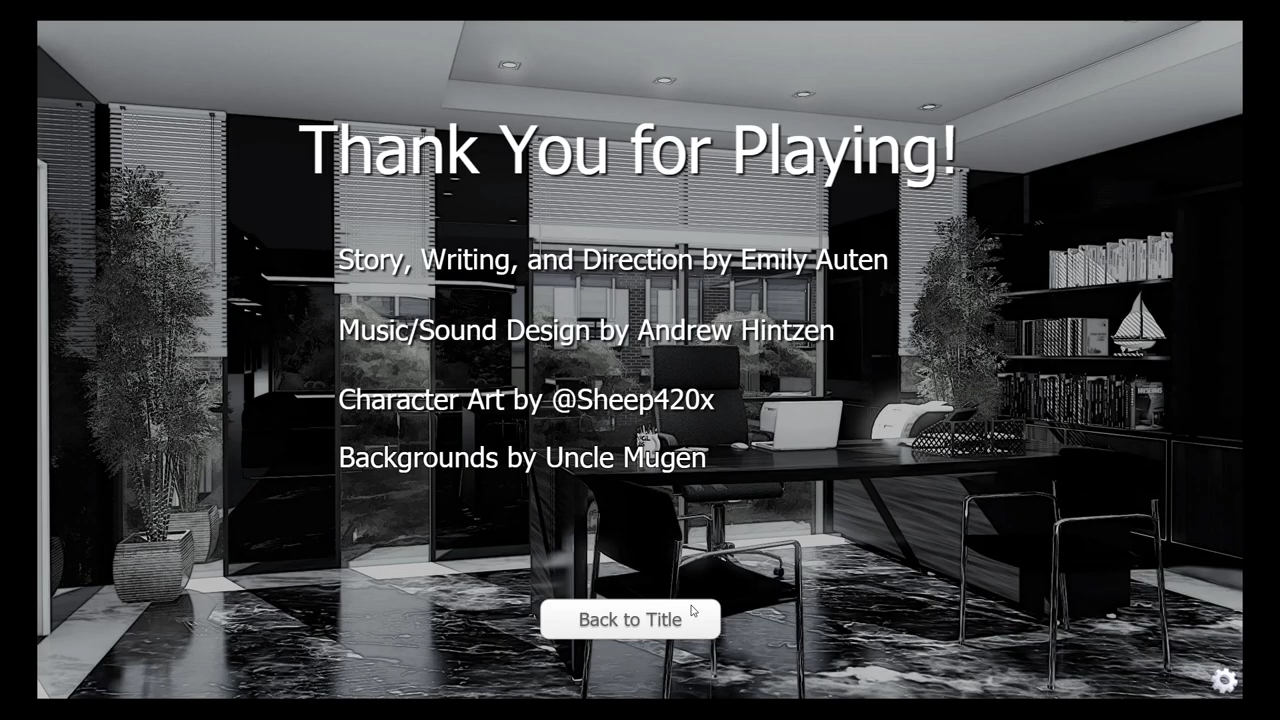 Thank You for Playing!
Story, Writing, and Direction by Emily Auten
Music/Sound Design by Andrew Hintzen
Character Art by @Sheep420x
Backgrounds by Uncle Mugen
Back to Title